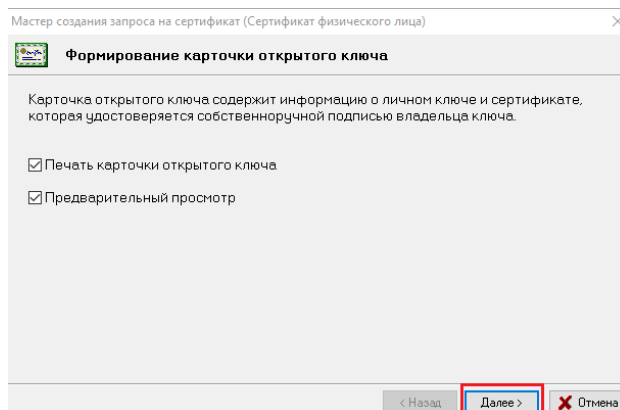 Мастер создания запроса на сертификат (Сертификат физического лица)
Формирование карточки открытого ключа
Карточка открытого ключа содержит информацию о личном ключе и сертификате,
которая удостоверяется собственноручной подписью владельца ключа.
Печать карточки открытого ключа
Предварительный просмотр
< Назад Далее > Отмена